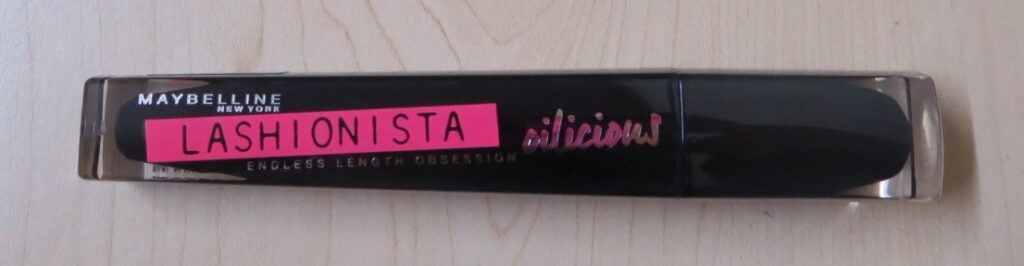 MAYBELLINE
NEW YORK
LASHIONISTA
oilicious
ENDLESS LENGTH OBSESSION